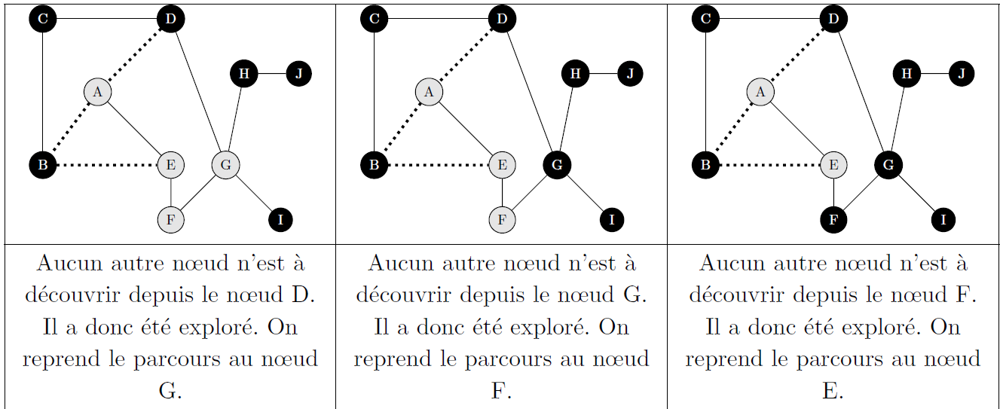 C D
H J
A
B E G
F I
Aucun autre nœud n'est à
découvrir depuis le nœud D.
Il a donc été exploré. On
reprend le parcours au nœud
G.
C D
H J
A
B E G
F I
Aucun autre nœud n'est à
découvrir depuis le nœud G.
Il a donc été exploré. On
reprend le parcours au nœud
F.
C D
H J
A
B E G
F I
Aucun autre nœud n'est à
découvrir depuis le nœud F.
Il a donc été exploré. On
reprend le parcours au nœud
E.